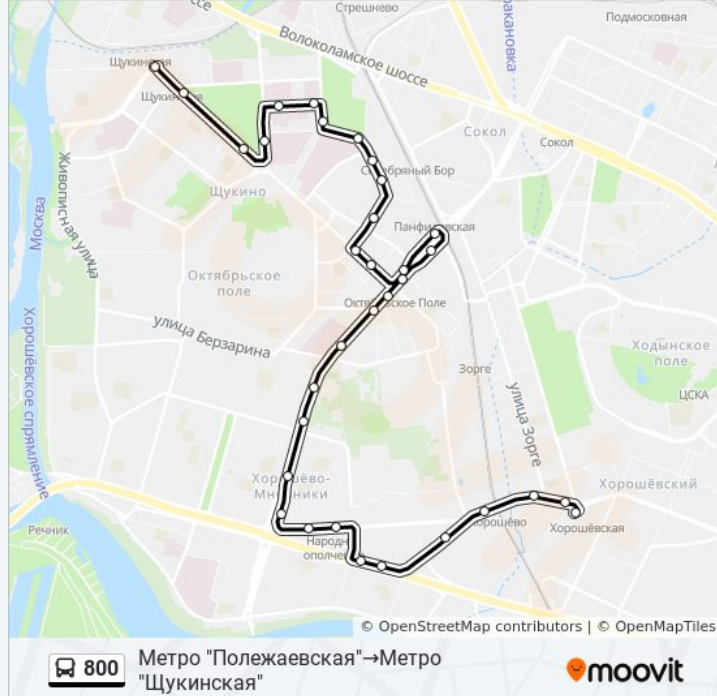 Стрешнево
Подмосковная
Волоколамское шоссе
Щукинская
Сокол
Сокол
Серебряный Бор
Щукино
Живописная улица
Москва
Панфиловская
Октябрьское
поле
Октябрьское Поле
улица Берзарина
Ходынское
поле
Зорге
ЦСКА
улица Зорге
Хорошёвское спрямление
Хорошёво-
Мнёвники
Хорошёвский
Хорошёво
Хорошёвская
Речник
© OpenStreetMap contributors | © OpenMapTiles
800
Метро "Полежаевская"→Метро
"Щукинская"
moovit